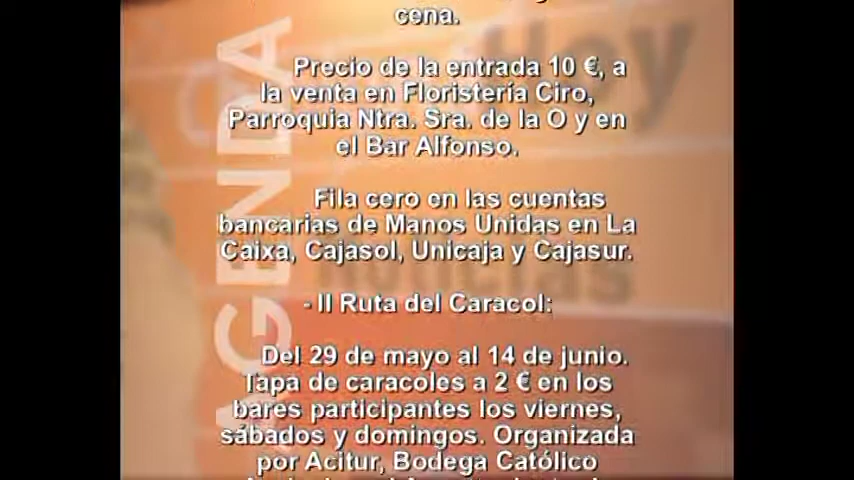 cena.
Precio de la entrada 10 €, a
la venta en Floristería Ciro,
Parroquia Ntra. Sra. de la O y en
el Bar Alfonso.
Fila cero en las cuentas
bancarias de Manos Unidas en La
Caixa, Cajasol, Unicaja y Cajasur.
- II Ruta del Caracol:
Del 29 de mayo al 14 de junio.
Tapa de caracoles a 2 € en los
bares participantes los viernes,
sábados y domingos. Organizada
por Acitur, Bodega Católico
AGENDA
Hoy
noticias